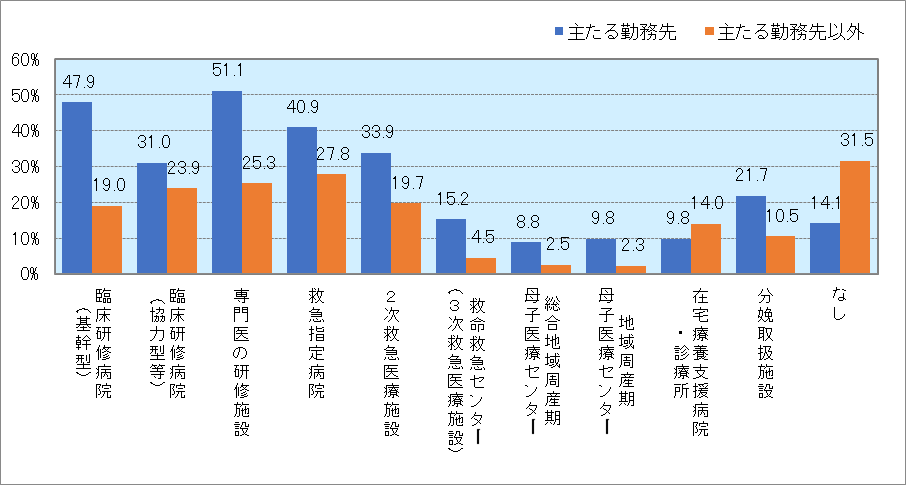 主たる勤務先 主たる勤務先以外
60%
50%
40%
30%
20%
10%
0%
47.9
19.0
31.0
23.9
51.1
25.3
40.9
27.8
33.9
19.7
15.2
4.5
8.8
2.5
9.8
2.3
9.8
14.0
21.7
10.5
14.1
31.5
臨床研修病院
（基幹型）
臨床研修病院
（協力型等）
専門医の研修施設
救急指定病院
２次救急医療施設
救命救急センター
（３次救急医療施設）
総合地域周産期
母子医療センター
地域周産期
母子医療センター
在宅療養支援病院
・診療所
分娩取扱施設
なし